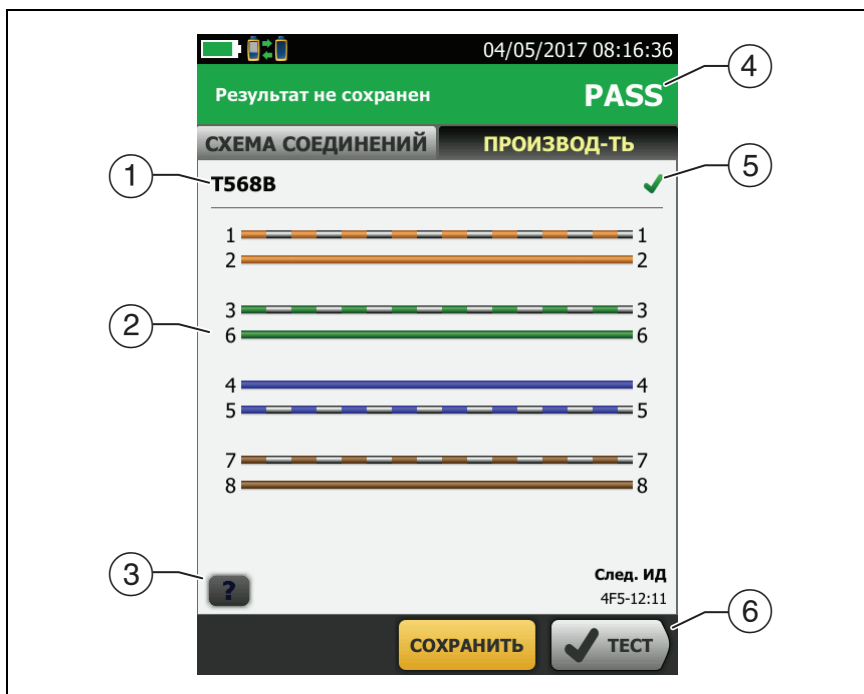 04/05/2017 08:16:36
Результат не сохранен PASS
СХЕМА СОЕДИНЕНИЙ ПРОИЗВОД-ТЬ
T568B
1 1
2 2
3 3
6 6
4 4
5 5
7 7
8 8
?
След. ИД
4F5-12:11
СОХРАНИТЬ ТЕСТ
1
2
3
4
5
6